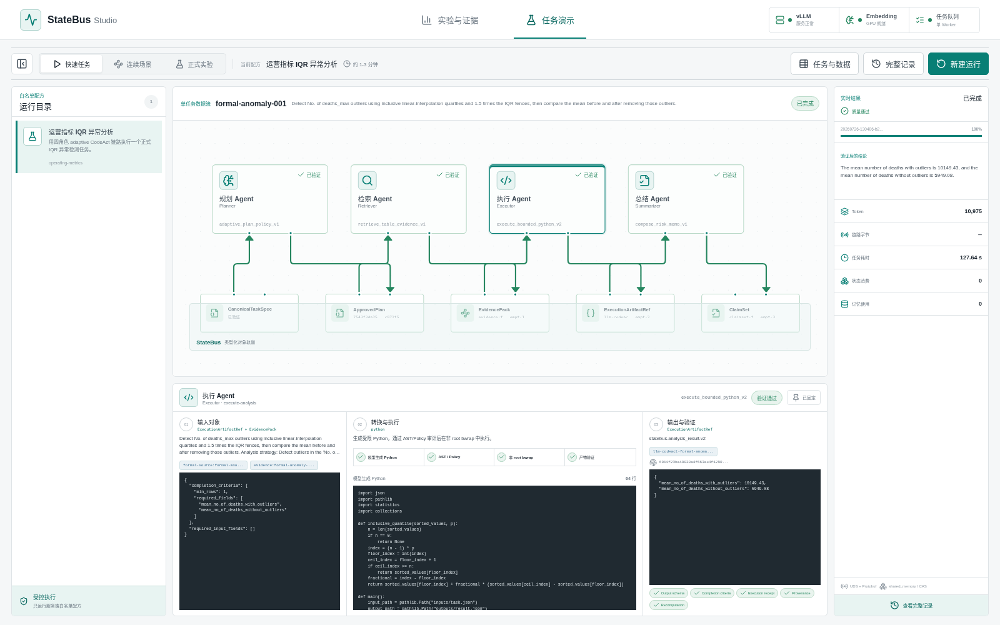 StateBus Studio
实验与证据
任务演示
vLLM
服务正常
Embedding
GPU 就绪
任务队列
单 Worker
快速任务
连续场景
正式实验
当前配方
运营指标 IQR 异常分析
约 1-3 分钟
任务与数据
完整记录
新建运行
白名单配方
运行目录
1
运营指标 IQR 异常分析
用四角色 adaptive CodeAct 链路执行一个正式
IQR 异常检测任务。
operating-metrics
受控执行
只运行服务端白名单配方
单任务数据流
formal-anomaly-001
Detect No. of deaths_max outliers using inclusive linear-interpolation quartiles and 1.5 times the IQR fences, then compare the mean before and after removing those outliers.
已完成
已验证
规划 Agent
Planner
adaptive_plan_policy_v1
已验证
检索 Agent
Retriever
retrieve_table_evidence_v1
已验证
执行 Agent
Executor
execute_bounded_python_v2
已验证
总结 Agent
Summarizer
compose_risk_memo_v1
CanonicalTaskSpec
已验证
ApprovedPlan
EvidencePack
ExecutionArtifactRef
ClaimSet
StateBus 类型化对象轨道
执行 Agent
Executor · execute-analysis
execute_bounded_python_v2
验证通过
已固定
01
输入对象
ExecutionArtifactRef + EvidencePack
Detect No. of deaths_max outliers using inclusive linear-interpolation
quartiles and 1.5 times the IQR fences, then compare the mean before and
after removing those outliers. Analysis strategy: Detect outliers in the 'No. o...
formal-source:formal-ano...
evidence:formal-anomaly-...
{
"completion_criteria": {
"min_rows": 1,
"required_fields": [
"mean_no_of_deaths_with_outliers",
"mean_no_of_deaths_without_outliers"
]
},
"required_input_fields": []
}
02
转换与执行
python
生成受限 Python，通过 AST/Policy 审计后在非 root bwrap 中执行。
模型生成 Python
AST / Policy
非 root bwrap
产物验证
模型生成 Python
64 行
import json
import pathlib
import statistics
import collections
def inclusive_quantile(sorted_values, p):
n = len(sorted_values)
if n == 0:
return None
index = (n - 1) * p
floor_index = int(index)
ceil_index = floor_index + 1
if ceil_index >= n:
return sorted_values[floor_index]
fractional = index - floor_index
return sorted_values[floor_index] + fractional * (sorted_values[ceil_index] - sorted_values[floor_index])
def main():
input_path = pathlib.Path("inputs/task.json")
output_path = pathlib.Path("outputs/result.json")
03
输出与验证
ExecutionArtifactRef
statebus.analysis_result.v2
llm-codeact-formal-anoma...
{
"mean_no_of_deaths_with_outliers": 10149.43,
"mean_no_of_deaths_without_outliers": 5949.08
}
Output schema
Completion criteria
Execution receipt
Provenance
Recomputation
实时结果
已完成
质量通过
20260726-130406-b2...
100%
验证后的结论
The mean number of deaths with outliers is 10149.43, and the
mean number of deaths without outliers is 5949.08.
Token
10,975
链路字节
--
任务耗时
127.64 s
状态消费
0
记忆使用
0
UDS + Protobuf
shared_memory / CAS
查看完整记录